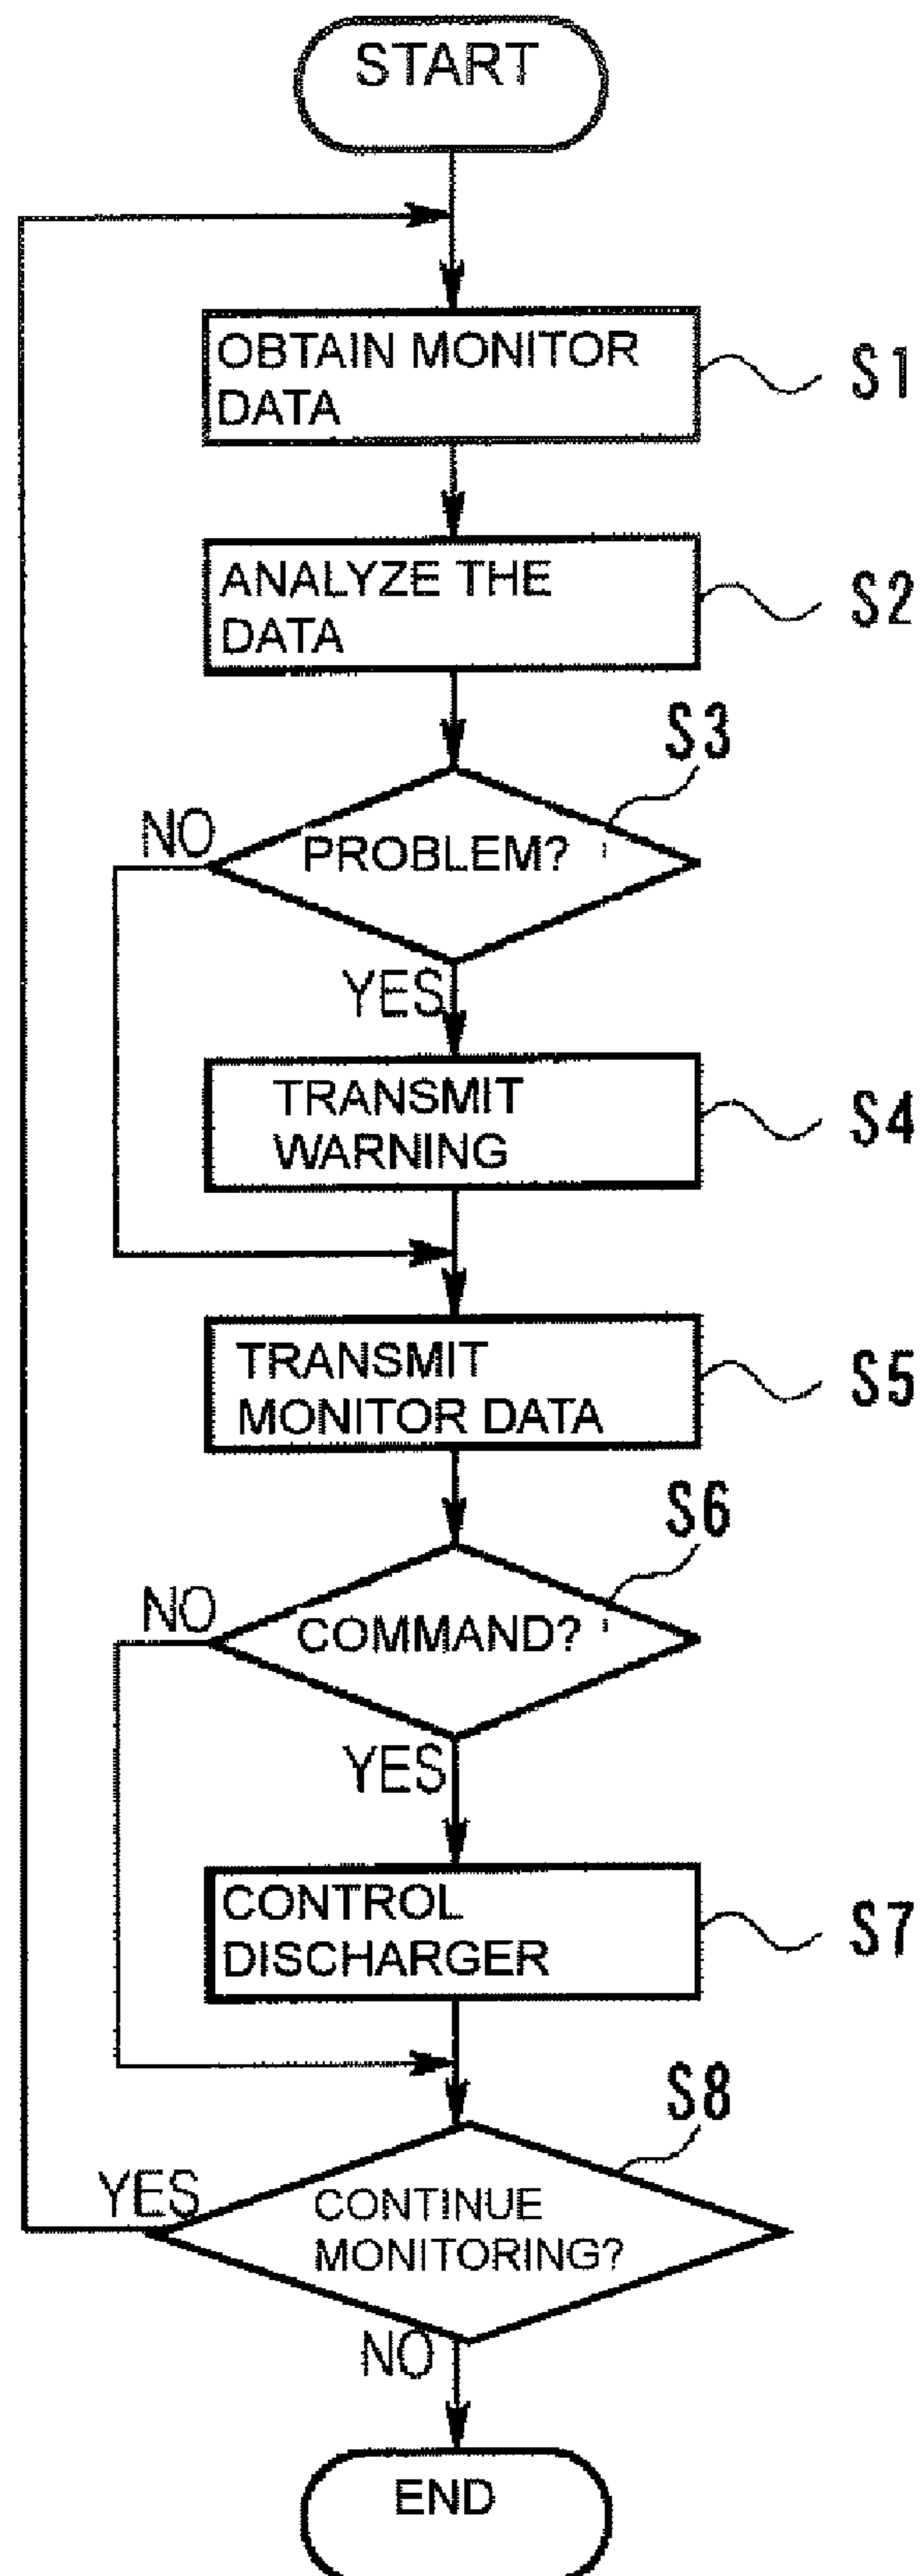 START
OBTAIN MONITOR
DATA
S1
ANALYZE THE
DATA
S2
S3
NO
PROBLEM?
YES
TRANSMIT
WARNING
S4
TRANSMIT
MONITOR DATA
S5
S6
NO
COMMAND?
YES
CONTROL
DISCHARGER
S7
S8
YES
CONTINUE
MONITORING?
NO
END